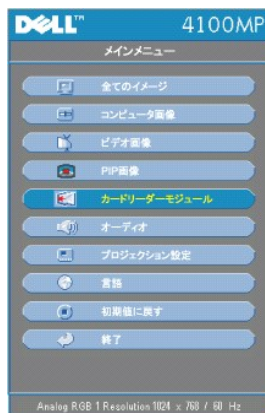 DELL™ 4100MP
メインメニュー
全てのイメージ
コンピュータ画像
ビデオ画像
PIP画像
カードリーダーモジュール
オーディオ
プロジェクション設定
言語
初期値に戻す
終了
Analog RGB 1 Resolution 1024 x 768 / 60 Hz